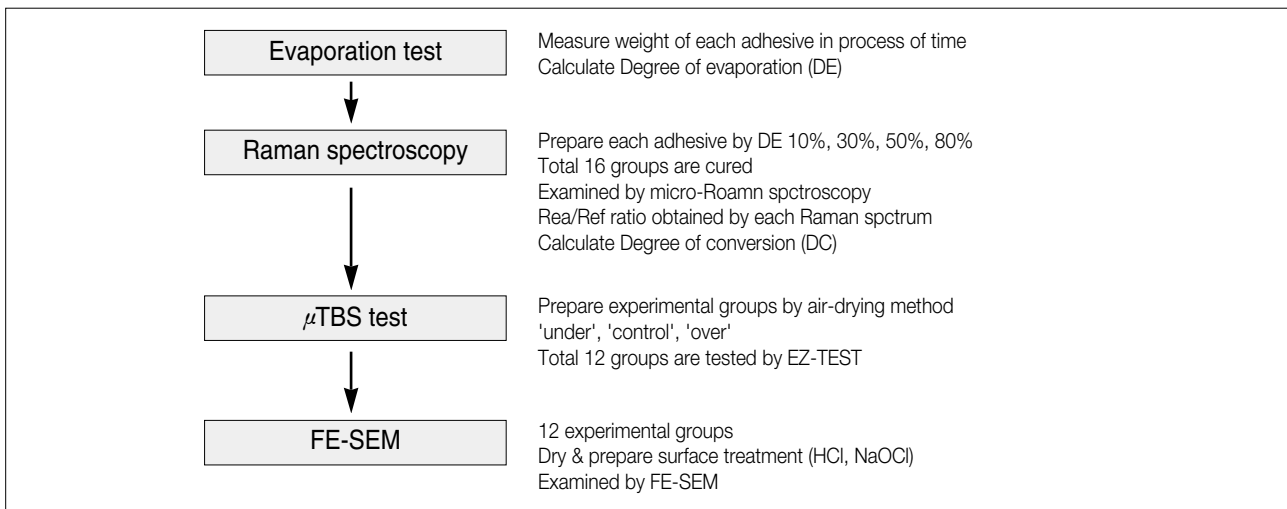 Evaporation test
Measure weight of each adhesive in process of time
Calculate Degree of evaporation (DE)
Raman spectroscopy
Prepare each adhesive by DE 10%, 30%, 50%, 80%
Total 16 groups are cured
Examined by micro-Roamn spctroscopy
Rea/Ref ratio obtained by each Raman spctrum
Calculate Degree of conversion (DC)
μTBS test
Prepare experimental groups by air-drying method
'under', 'control', 'over'
Total 12 groups are tested by EZ-TEST
FE-SEM
12 experimental groups
Dry & prepare surface treatment (HCl, NaOCl)
Examined by FE-SEM